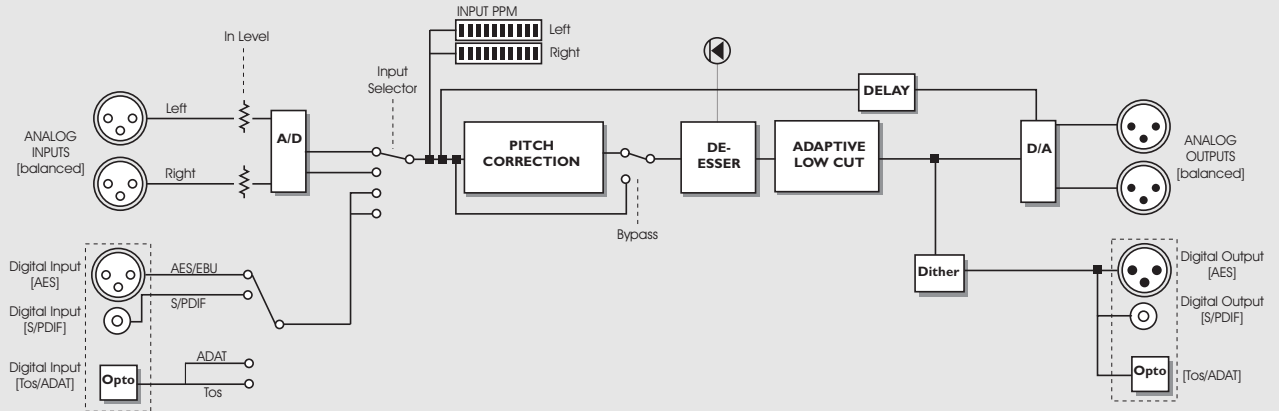 INPUT PPM
Left
Right
In Level
Input
Selector
Left
Right
ANALOG
INPUTS
[balanced]
A/D
PITCH
CORRECTION
Bypass
DE-
ESSER
ADAPTIVE
LOW CUT
DELAY
D/A
ANALOG
OUTPUTS
[balanced]
Digital Input
[AES]
AES/EBU
S/PDIF
Digital Input
[S/PDIF]
Digital Input
[Tos/ADAT]
Opto
ADAT
Tos
Dither
Digital Output
[AES]
Digital Output
[S/PDIF]
Opto
[Tos/ADAT]